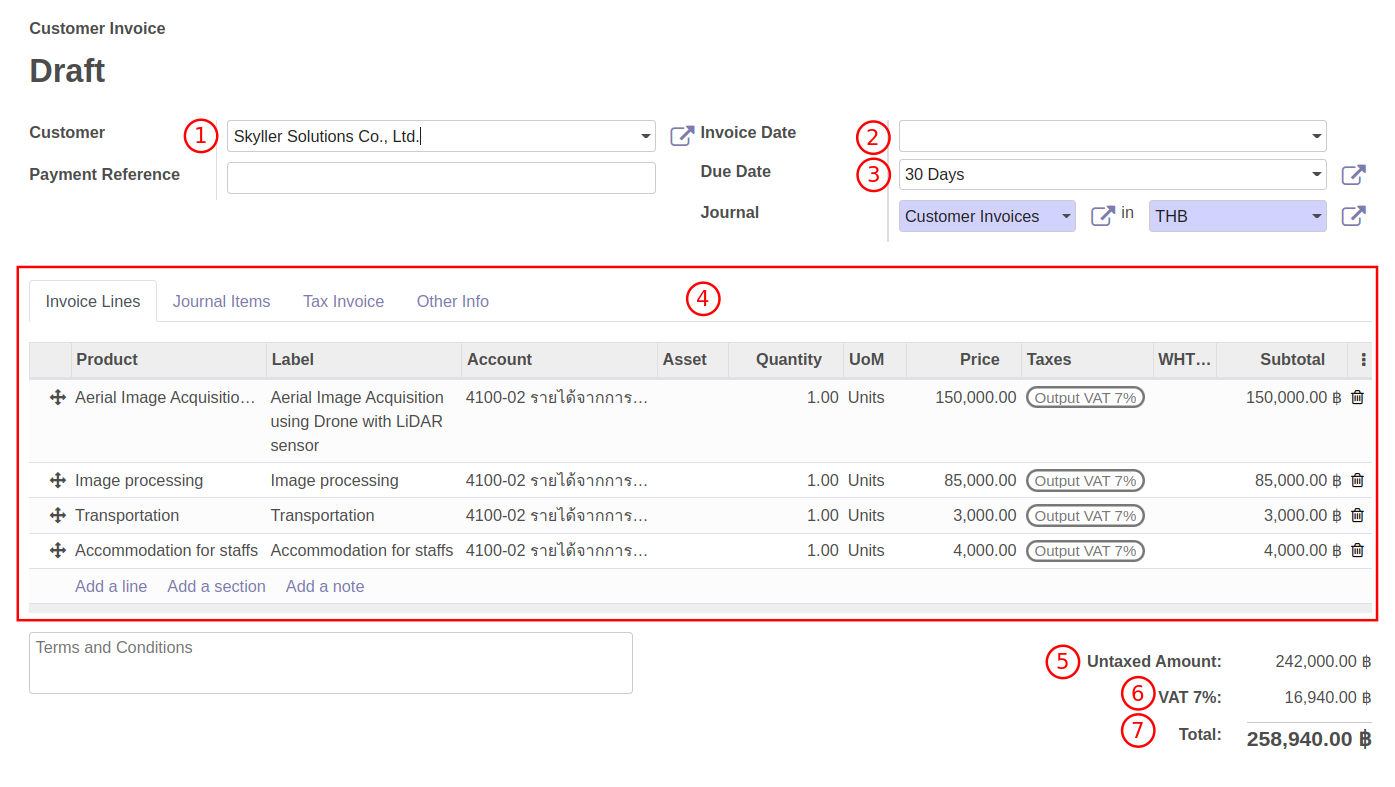 Customer Invoice
Draft
Customer 1 Skyller Solutions Co., Ltd. Invoice Date 2
Payment Reference Due Date 3 30 Days
Journal Customer Invoices in THB
Invoice Lines Journal Items Tax Invoice Other Info 4
Product Label Account Asset Quantity UoM Price Taxes WHT… Subtotal
Aerial Image Acquisitio… Aerial Image Acquisition 4100-02 รายได้จากการ… 1.00 Units 150,000.00 Output VAT 7% 150,000.00 ฿
using Drone with LiDAR
sensor
Image processing Image processing 4100-02 รายได้จากการ… 1.00 Units 85,000.00 Output VAT 7% 85,000.00 ฿
Transportation Transportation 4100-02 รายได้จากการ… 1.00 Units 3,000.00 Output VAT 7% 3,000.00 ฿
Accommodation for staffs Accommodation for staffs 4100-02 รายได้จากการ… 1.00 Units 4,000.00 Output VAT 7% 4,000.00 ฿
Add a line Add a section Add a note
Terms and Conditions
5 Untaxed Amount: 242,000.00 ฿
6 VAT 7%: 16,940.00 ฿
7 Total: 258,940.00 ฿